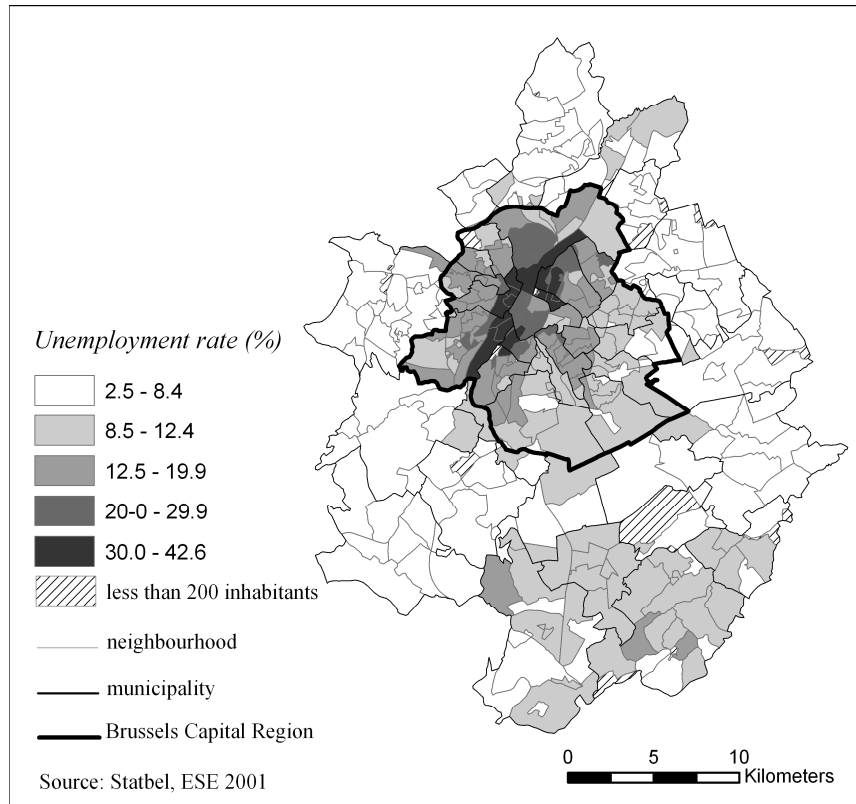 Unemployment rate (%)
2.5 - 8.4
8.5 - 12.4
12.5 - 19.9
20-0 - 29.9
30.0 - 42.6
less than 200 inhabitants
neighbourhood
municipality
Brussels Capital Region
Source: Statbel, ESE 2001
0 5 10
Kilometers